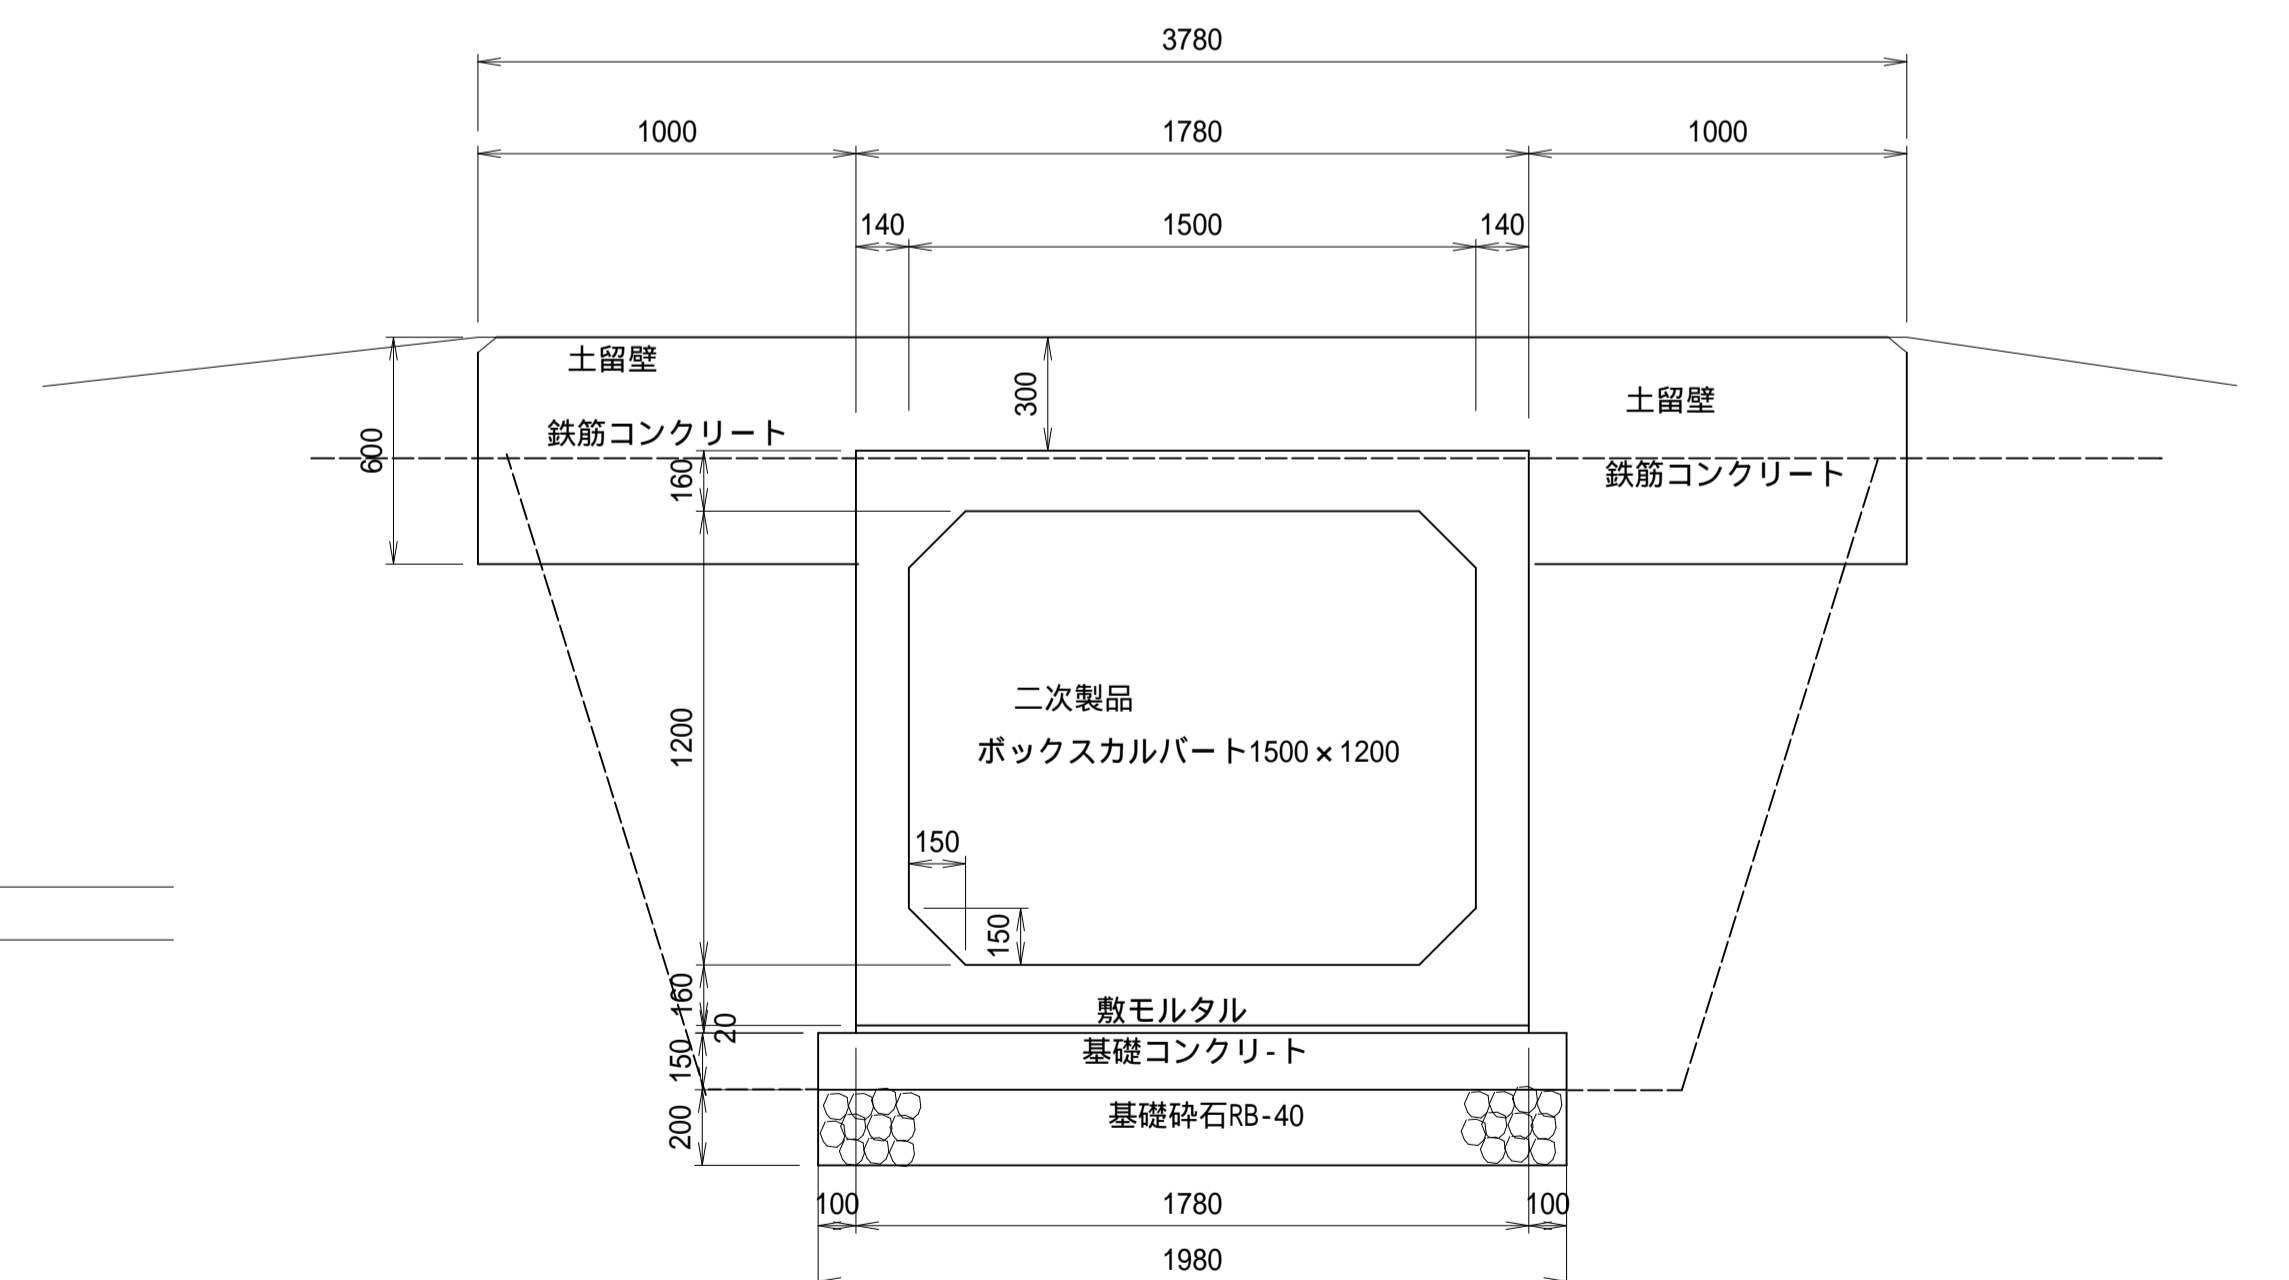 3780
1000 1780 1000
140 1500 140
土留壁
300
土留壁
600
鉄筋コンクリート
160
鉄筋コンクリート
二次製品
1200
ボックスカルバート1500×1200
150
150
160
敷モルタル
20
150
基礎コンクリ-ト
200
基礎砕石RB-40
100 1780 100
1980